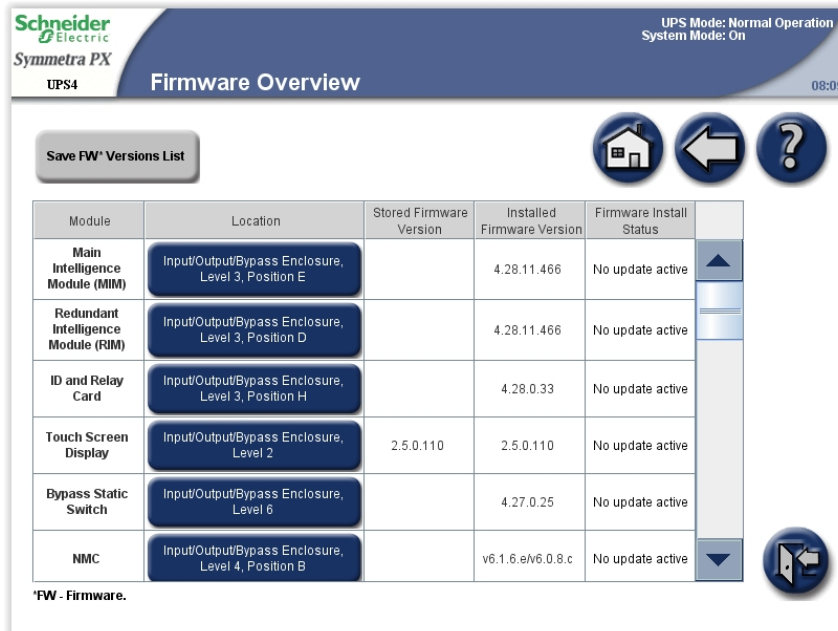 Schneider
Electric
Symmetra PX
UPS4
Firmware Overview
UPS Mode: Normal Operation
System Mode: On
Save FW* Versions List
Module
Location
Stored Firmware
Version
Installed
Firmware Version
Firmware Install
Status
Main
Intelligence
Module (MIM)
Input/Output/Bypass Enclosure,
Level 3, Position E
4.28.11.466
No update active
Redundant
Intelligence
Module (RIM)
Input/Output/Bypass Enclosure,
Level 3, Position D
4.28.11.466
No update active
ID and Relay
Card
Input/Output/Bypass Enclosure,
Level 3, Position H
4.28.0.33
No update active
Touch Screen
Display
Input/Output/Bypass Enclosure,
Level 2
2.5.0.110
2.5.0.110
No update active
Bypass Static
Switch
Input/Output/Bypass Enclosure,
Level 6
4.27.0.25
No update active
NMC
Input/Output/Bypass Enclosure,
Level 4, Position B
v6.1.6.e/v6.0.8.c
No update active
*FW - Firmware.